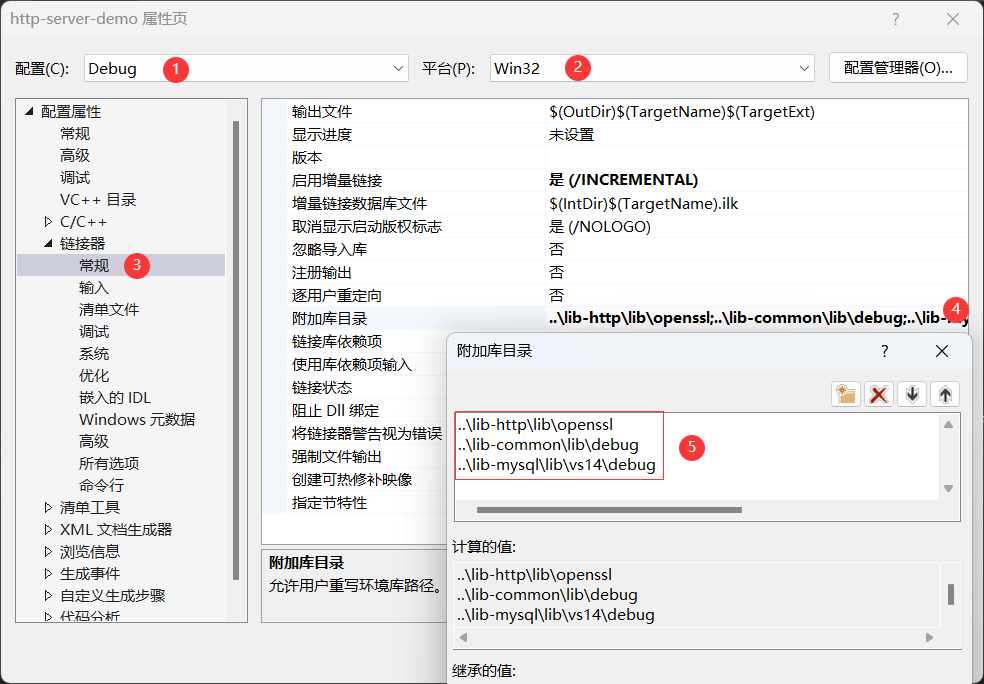 http-server-demo 属性页 ?
配置(C): Debug 1 平台(P): Win32 2 配置管理器(O)...
配置属性
常规
高级
调试
VC++ 目录
C/C++
链接器
常规 3
输入
清单文件
调试
系统
优化
嵌入的 IDL
Windows 元数据
高级
所有选项
命令行
清单工具
XML 文档生成器
浏览信息
生成事件
自定义生成步骤
代码分析
输出文件 $(OutDir)$(TargetName)$(TargetExt)
显示进度 未设置
版本
启用增量链接 是 (/INCREMENTAL)
增量链接数据库文件 $(IntDir)$(TargetName).ilk
取消显示启动版权标志 是 (/NOLOGO)
忽略导入库 否
注册输出 否
逐用户重定向 否
附加库目录 ..\lib-http\lib\openssl;..\lib-common\lib\debug;..\lib-my 4
链接库依赖项
使用库依赖项输入
链接状态
阻止 Dll 绑定
将链接器警告视为错误
强制文件输出
创建可热修补映像
指定节特性
附加库目录
允许用户重写环境库路径。
附加库目录 ?
..\lib-http\lib\openssl
..\lib-common\lib\debug 5
..\lib-mysql\lib\vs14\debug
计算的值:
..\lib-http\lib\openssl
..\lib-common\lib\debug
..\lib-mysql\lib\vs14\debug
继承的值: